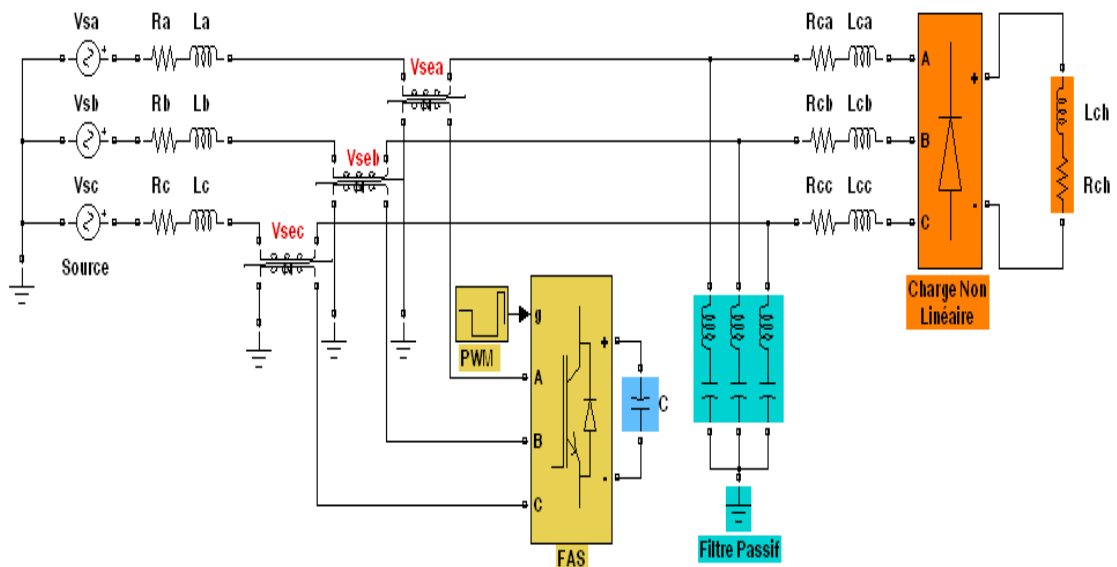 Vsa Ra La Rca Lca
Vsea A
+
Vsb Rb Lb Rcb Lcb Lch
Vseb B
Vsc Rc Lc Rcc Lcc Rch
-
Vsec C
Source
Charge Non
Linéaire
g
+
PWM
A
C
B
-
C
Filtre Passif
FAS